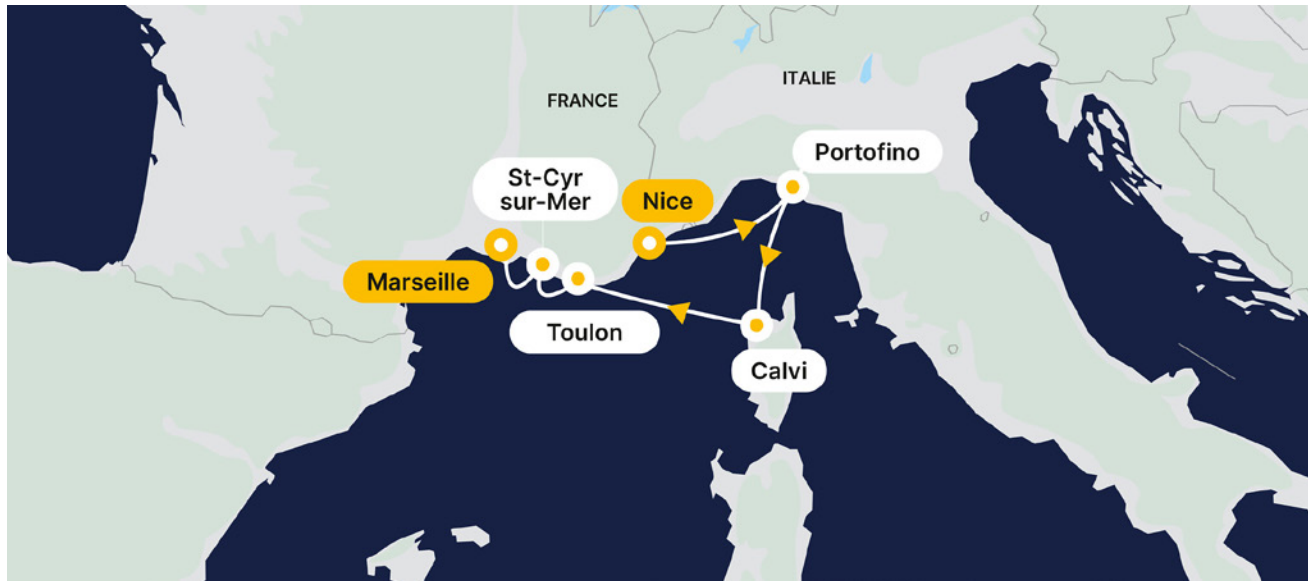 ITALIE
FRANCE
Portofino
St-Cyr
sur-Mer
Nice
Marseille
Toulon
Calvi